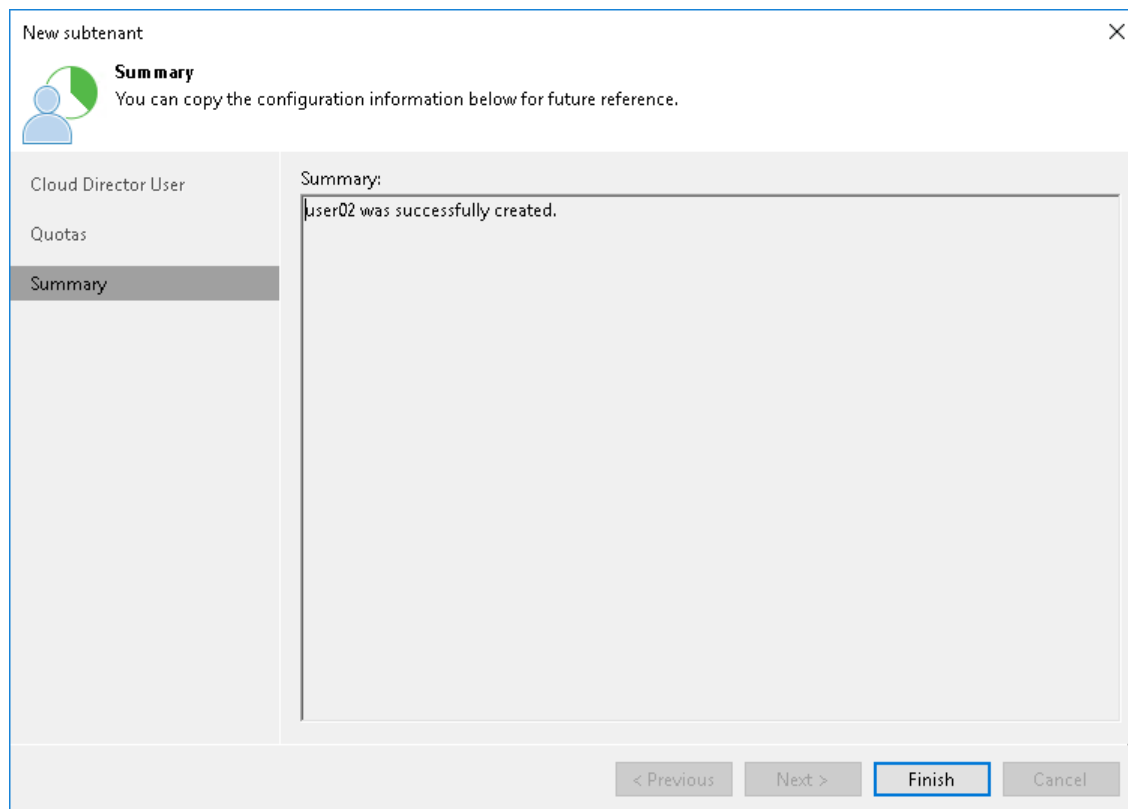 New subtenant
Summary
You can copy the configuration information below for future reference.
Cloud Director User
Quotas
Summary
Summary:
user02 was successfully created.
< Previous
Next >
Finish
Cancel